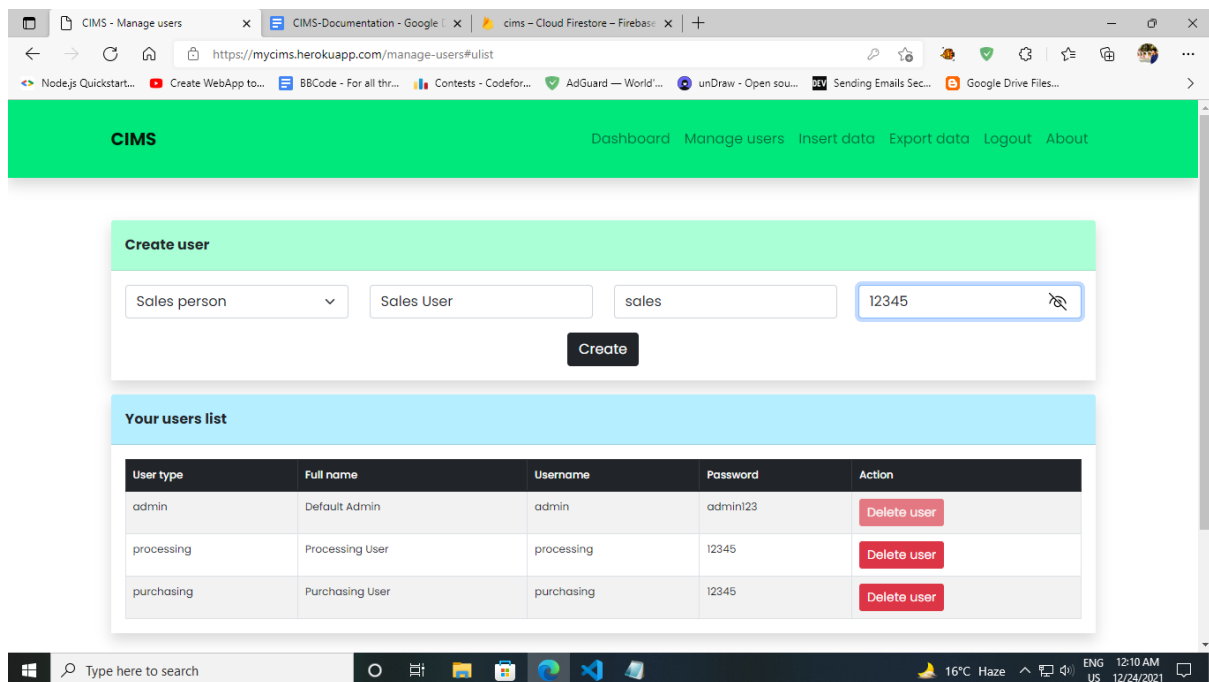 CIMS - Manage users
CIMS-Documentation - Google
cims – Cloud Firestore – Firebase
https://mycims.herokuapp.com/manage-users#ulist
Node.js Quickstart... Create WebApp to... BBCode - For all thr... Contests - Codefor... AdGuard — World'... unDraw - Open sou... DEV Sending Emails Sec... Google Drive Files...
CIMS Dashboard Manage users Insert data Export data Logout About
Create user
Sales person Sales User sales 12345
Create
Your users list
User type Full name Username Password Action
admin Default Admin admin admin123 Delete user
processing Processing User processing 12345 Delete user
purchasing Purchasing User purchasing 12345 Delete user
Type here to search 16°C Haze ENG 12:10 AM
US 12/24/2021